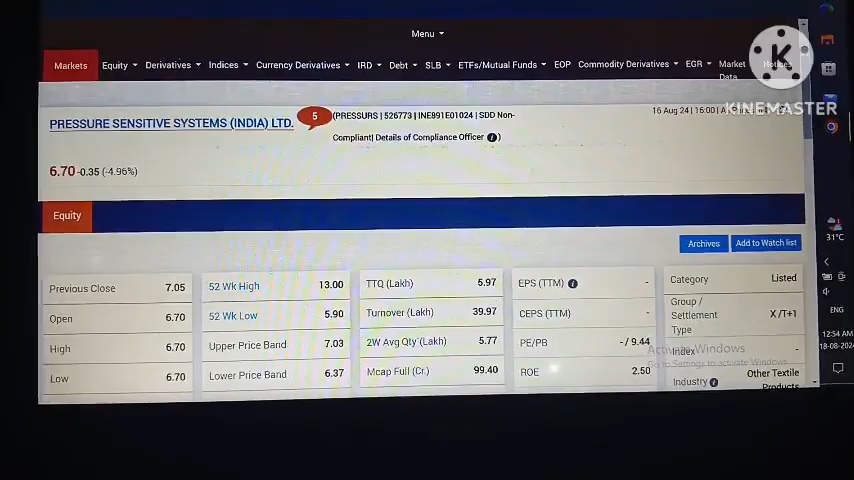 Menu
Markets Equity Derivatives Indices Currency Derivatives IRD Debt SLB ETFs/Mutual Funds EOP Commodity Derivatives EGR Market Data Notices
K
KINEMASTER
PRESSURE SENSITIVE SYSTEMS (INDIA) LTD. 5 (PRESSURS | 526773 | INE891E01024 | SDD Non-
Compliant| Details of Compliance Officer i)
16 Aug 24 | 16:00 |
6.70 -0.35 (-4.96%)
Equity
Archives Add to Watch list
Previous Close 7.05
Open 6.70
High 6.70
Low 6.70
52 Wk High 13.00
52 Wk Low 5.90
Upper Price Band 7.03
Lower Price Band 6.37
TTQ (Lakh) 5.97
Turnover (Lakh) 39.97
2W Avg Qty (Lakh) 5.77
Mcap Full (Cr.) 99.40
EPS (TTM) i -
CEPS (TTM) -
PE/PB - / 9.44
ROE 2.50
Category Listed
Group /
Settlement
Type X /T+1
Index -
Industry i Other Textile
Products
Activate Windows
Go to Settings to activate Windows.
31°C
ENG
12:54 AM
18-08-2024